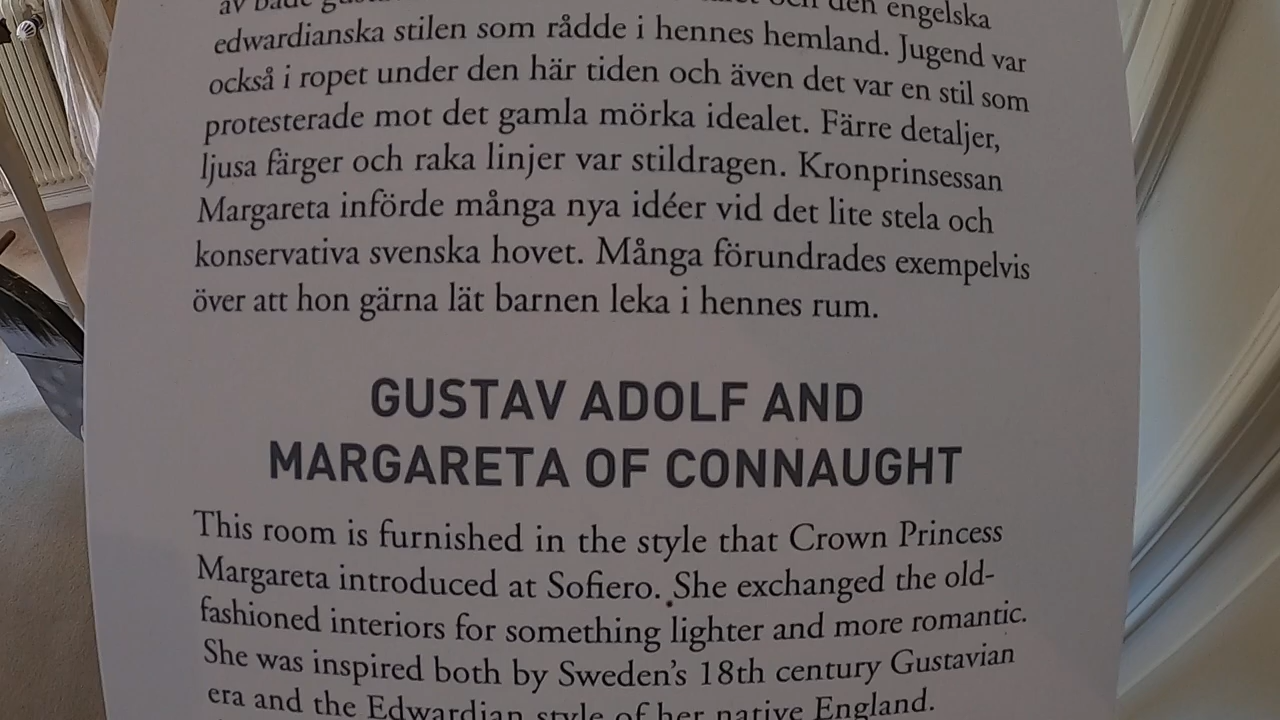 av både och den engelska
edwardianska stilen som rådde i hennes hemland. Jugend var
också i ropet under den här tiden och även det var en stil som
protesterade mot det gamla mörka idealet. Färre detaljer,
ljusa färger och raka linjer var stildragen. Kronprinsessan
Margareta införde många nya idéer vid det lite stela och
konservativa svenska hovet. Många förundrades exempelvis
över att hon gärna lät barnen leka i hennes rum.
GUSTAV ADOLF AND
MARGARETA OF CONNAUGHT
This room is furnished in the style that Crown Princess
Margareta introduced at Sofiero. She exchanged the old-
fashioned interiors for something lighter and more romantic.
She was inspired both by Sweden's 18th century Gustavian
era and the Edwardian style of her native England.